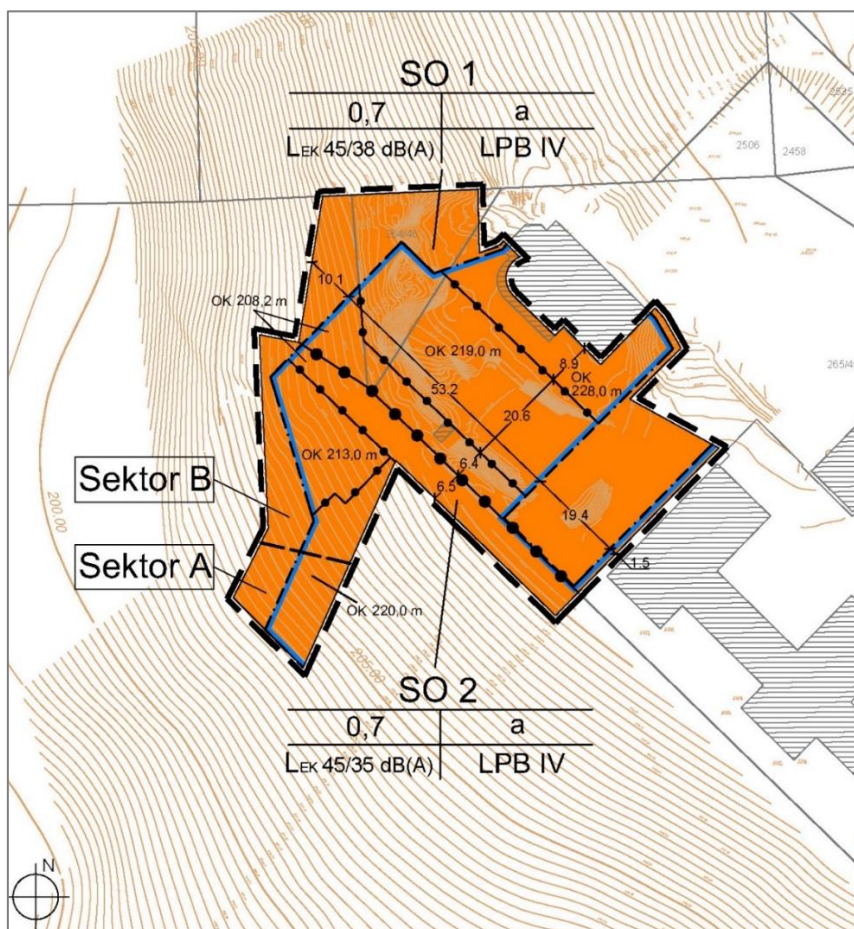 SO 1
0,7 a
LEK 45/38 dB(A) LPB IV
2506
2458
10.1
OK 208,2 m
OK 219,0 m
8.9
OK
228,0 m
53.2
20.6
265/4
OK 213,0 m
6.4
6.5
Sektor B
200.00
19.4
1.5
Sektor A
OK 220,0 m
205.00
SO 2
0,7 a
LEK 45/35 dB(A) LPB IV
N